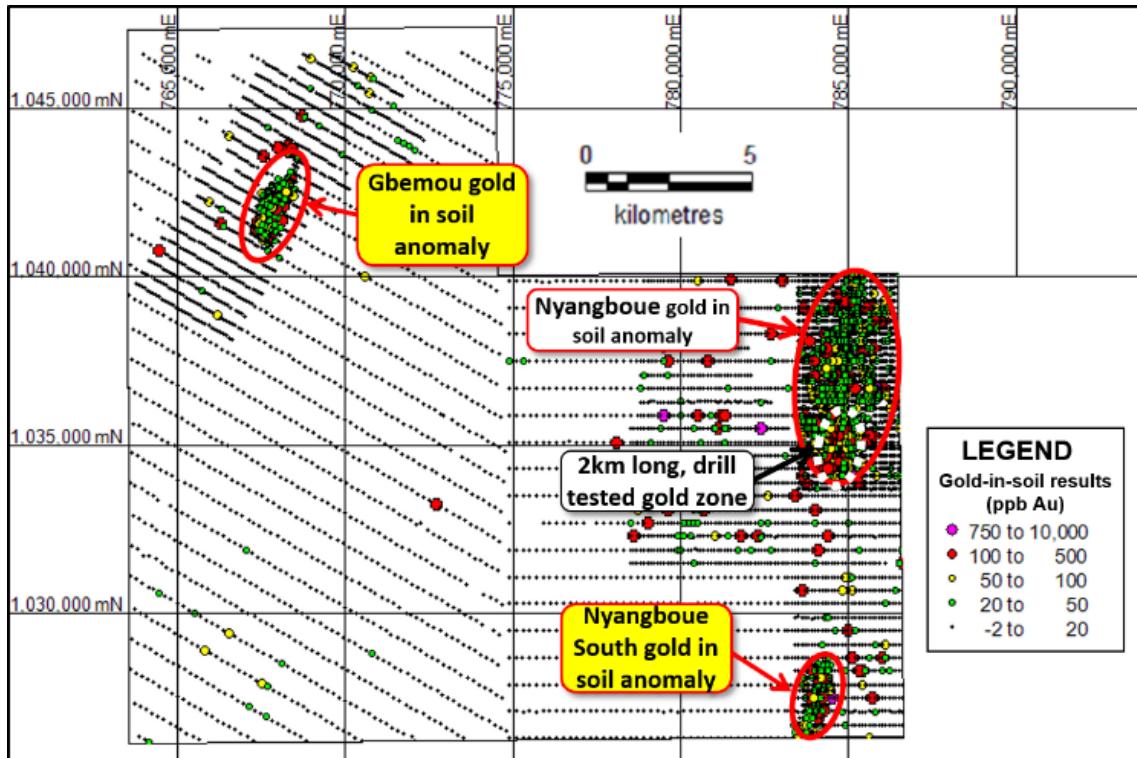 765,000 mE
770,000 mE
775,000 mE
780,000 mE
785,000 mE
790,000 mE
1.045,000 mN
0 5
kilometres
Gbemou gold
in soil
anomaly
1.040,000 mN
Nyangboue gold in
soil anomaly
1.035,000 mN
2km long, drill
tested gold zone
LEGEND
Gold-in-soil results
(ppb Au)
750 to 10,000
100 to 500
50 to 100
20 to 50
-2 to 20
1.030,000 mN
Nyangboue
South gold in
soil anomaly